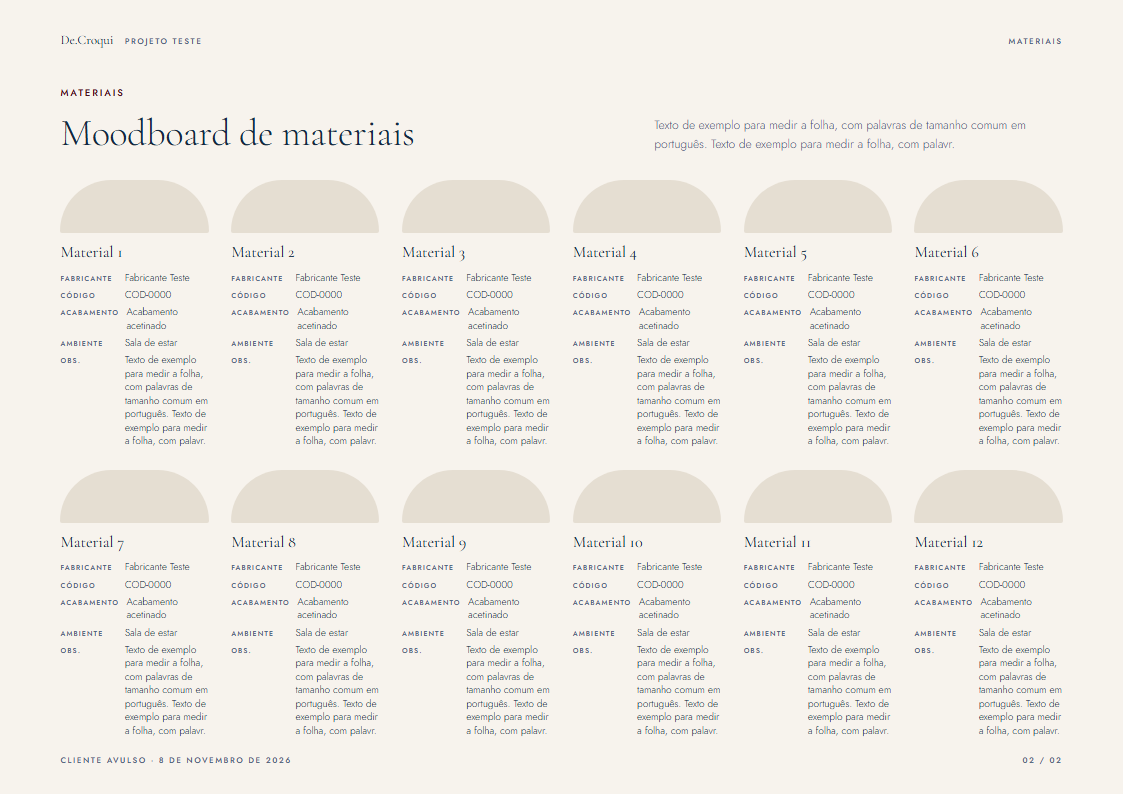 De.Croqui PROJETO TESTE MATERIAIS
MATERIAIS
Moodboard de materiais
Texto de exemplo para medir a folha, com palavras de tamanho comum em
português. Texto de exemplo para medir a folha, com palavr.
Material 1
FABRICANTE Fabricante Teste
CÓDIGO COD-0000
ACABAMENTO Acabamento
acetinado
AMBIENTE Sala de estar
OBS. Texto de exemplo
para medir a folha,
com palavras de
tamanho comum em
português. Texto de
exemplo para medir
a folha, com palavr.
Material 2
FABRICANTE Fabricante Teste
CÓDIGO COD-0000
ACABAMENTO Acabamento
acetinado
AMBIENTE Sala de estar
OBS. Texto de exemplo
para medir a folha,
com palavras de
tamanho comum em
português. Texto de
exemplo para medir
a folha, com palavr.
Material 3
FABRICANTE Fabricante Teste
CÓDIGO COD-0000
ACABAMENTO Acabamento
acetinado
AMBIENTE Sala de estar
OBS. Texto de exemplo
para medir a folha,
com palavras de
tamanho comum em
português. Texto de
exemplo para medir
a folha, com palavr.
Material 4
FABRICANTE Fabricante Teste
CÓDIGO COD-0000
ACABAMENTO Acabamento
acetinado
AMBIENTE Sala de estar
OBS. Texto de exemplo
para medir a folha,
com palavras de
tamanho comum em
português. Texto de
exemplo para medir
a folha, com palavr.
Material 5
FABRICANTE Fabricante Teste
CÓDIGO COD-0000
ACABAMENTO Acabamento
acetinado
AMBIENTE Sala de estar
OBS. Texto de exemplo
para medir a folha,
com palavras de
tamanho comum em
português. Texto de
exemplo para medir
a folha, com palavr.
Material 6
FABRICANTE Fabricante Teste
CÓDIGO COD-0000
ACABAMENTO Acabamento
acetinado
AMBIENTE Sala de estar
OBS. Texto de exemplo
para medir a folha,
com palavras de
tamanho comum em
português. Texto de
exemplo para medir
a folha, com palavr.
Material 7
FABRICANTE Fabricante Teste
CÓDIGO COD-0000
ACABAMENTO Acabamento
acetinado
AMBIENTE Sala de estar
OBS. Texto de exemplo
para medir a folha,
com palavras de
tamanho comum em
português. Texto de
exemplo para medir
a folha, com palavr.
Material 8
FABRICANTE Fabricante Teste
CÓDIGO COD-0000
ACABAMENTO Acabamento
acetinado
AMBIENTE Sala de estar
OBS. Texto de exemplo
para medir a folha,
com palavras de
tamanho comum em
português. Texto de
exemplo para medir
a folha, com palavr.
Material 9
FABRICANTE Fabricante Teste
CÓDIGO COD-0000
ACABAMENTO Acabamento
acetinado
AMBIENTE Sala de estar
OBS. Texto de exemplo
para medir a folha,
com palavras de
tamanho comum em
português. Texto de
exemplo para medir
a folha, com palavr.
Material 10
FABRICANTE Fabricante Teste
CÓDIGO COD-0000
ACABAMENTO Acabamento
acetinado
AMBIENTE Sala de estar
OBS. Texto de exemplo
para medir a folha,
com palavras de
tamanho comum em
português. Texto de
exemplo para medir
a folha, com palavr.
Material 11
FABRICANTE Fabricante Teste
CÓDIGO COD-0000
ACABAMENTO Acabamento
acetinado
AMBIENTE Sala de estar
OBS. Texto de exemplo
para medir a folha,
com palavras de
tamanho comum em
português. Texto de
exemplo para medir
a folha, com palavr.
Material 12
FABRICANTE Fabricante Teste
CÓDIGO COD-0000
ACABAMENTO Acabamento
acetinado
AMBIENTE Sala de estar
OBS. Texto de exemplo
para medir a folha,
com palavras de
tamanho comum em
português. Texto de
exemplo para medir
a folha, com palavr.
CLIENTE AVULSO · 8 DE NOVEMBRO DE 2026 02 / 02